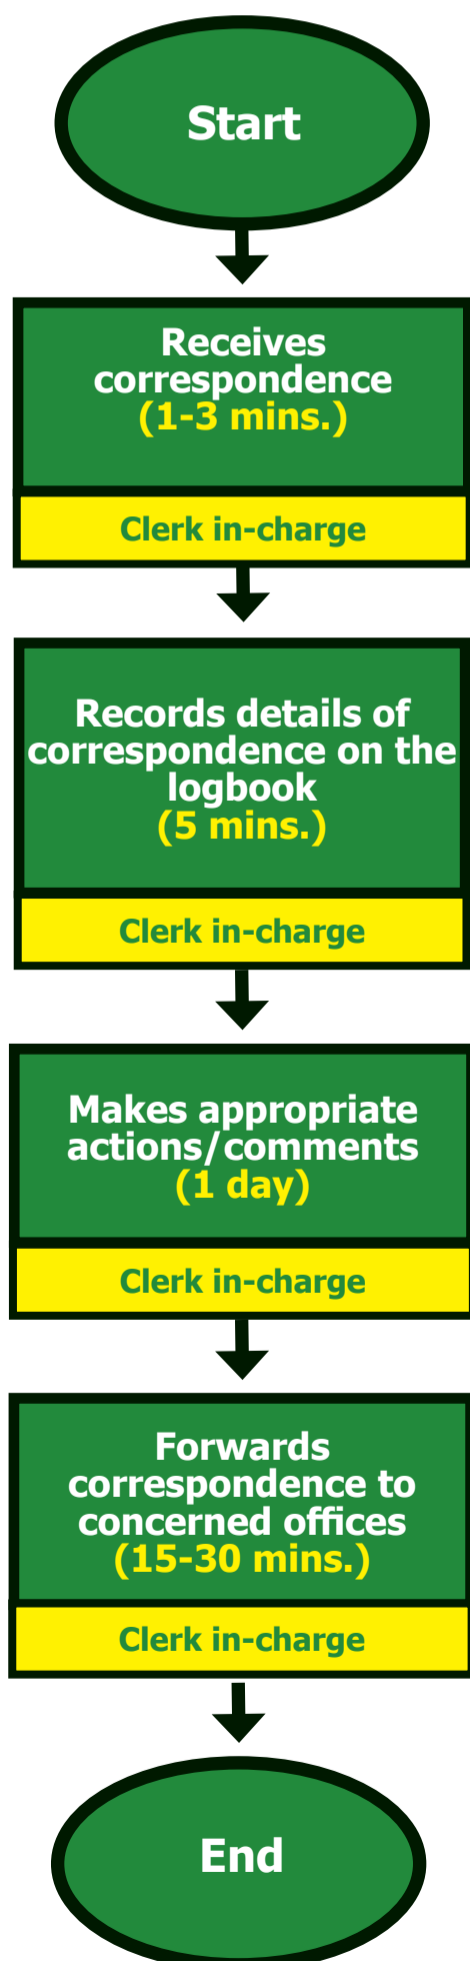 Start
Receives
correspondence
(1-3 mins.)
Clerk in-charge
Records details of
correspondence on the
logbook
(5 mins.)
Clerk in-charge
Makes appropriate
actions/comments
(1 day)
Clerk in-charge
Forwards
correspondence to
concerned offices
(15-30 mins.)
Clerk in-charge
End